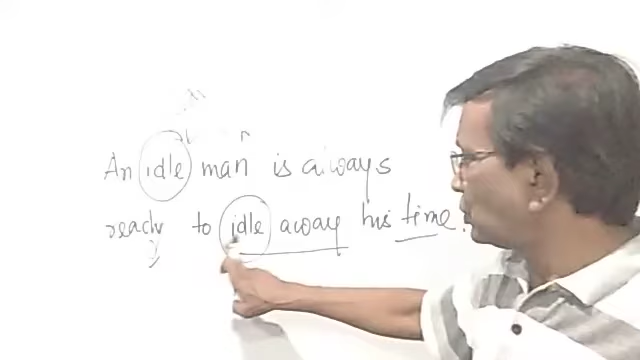 An idle man is always
ready to idle away his time.